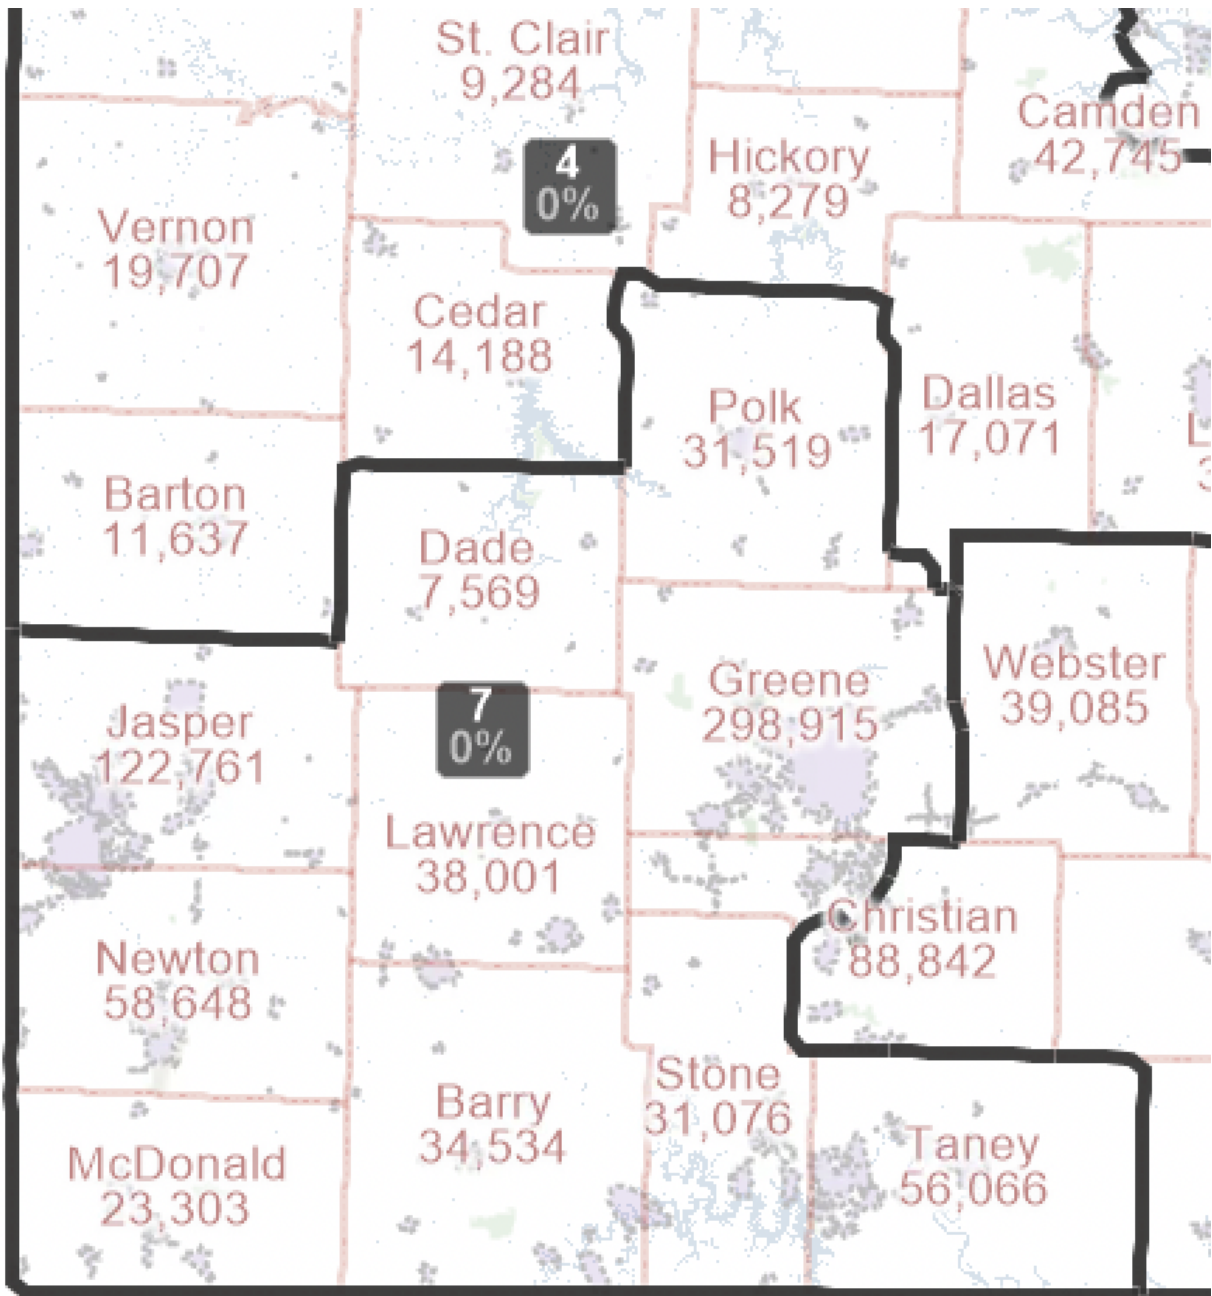 St. Clair
9,284
Camden
42,745
4
0%
Hickory
8,279
Vernon
19,707
Cedar
14,188
Polk
31,519
Dallas
17,071
L
3
Barton
11,637
Dade
7,569
Greene
298,915
Webster
39,085
Jasper
122,761
7
0%
Lawrence
38,001
Christian
88,842
Newton
58,648
Stone
31,076
Barry
34,534
Taney
56,066
McDonald
23,303